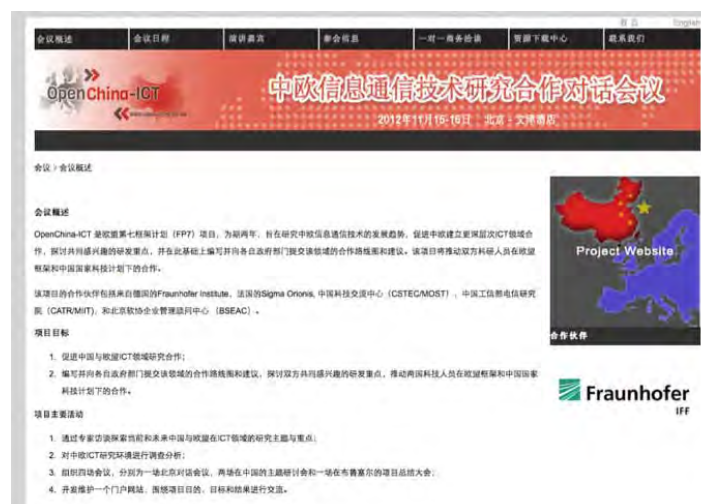 首页 English
会议概述 会议日程 演讲嘉宾 参会信息 一对一商务洽谈 资源下载中心 联系我们
OpenChina-ICT
中欧信息通信技术研究合作对话会议
2012年11月15-16日 北京 - 文津酒店
会议 > 会议概述
会议概述
OpenChina-ICT 是欧盟第七框架计划（FP7）项目，为期两年，旨在研究中欧信息通信技术的发展趋势，促进中欧建立更深层次ICT领域合
作，探讨共同感兴趣的研发重点，并在此基础上编写并向各自政府部门提交该领域的合作路线图和建议。该项目将推动双方科研人员在欧盟
框架和中国国家科技计划下的合作。
Project Website
该项目的合作伙伴包括来自德国的Fraunhofer Institute，法国的Sigma Orionis, 中国科技交流中心（CSTEC/MOST），中国工信部电信研究
院（CATR/MIIT), 和北京软协企业管理顾问中心（BSEAC）。
项目目标
合作伙伴
1. 促进中国与欧盟ICT领域研究合作；
2. 编写并向各自政府部门提交该领域的合作路线图和建议，探讨双方共同感兴趣的研发重点，推动两国科技人员在欧盟框架和中国国家
科技计划下的合作。
Fraunhofer
IFF
项目主要活动
1. 通过专家访谈探索当前和未来中国与欧盟在ICT领域的研究主题与重点；
2. 对中欧ICT研究环境进行调查分析；
3. 组织四场会议，分别为一场北京对话会议，两场在中国的主题研讨会和一场在布鲁塞尔的项目总结大会；
4. 开发维护一个门户网站，围绕项目目的、目标和结果进行交流。